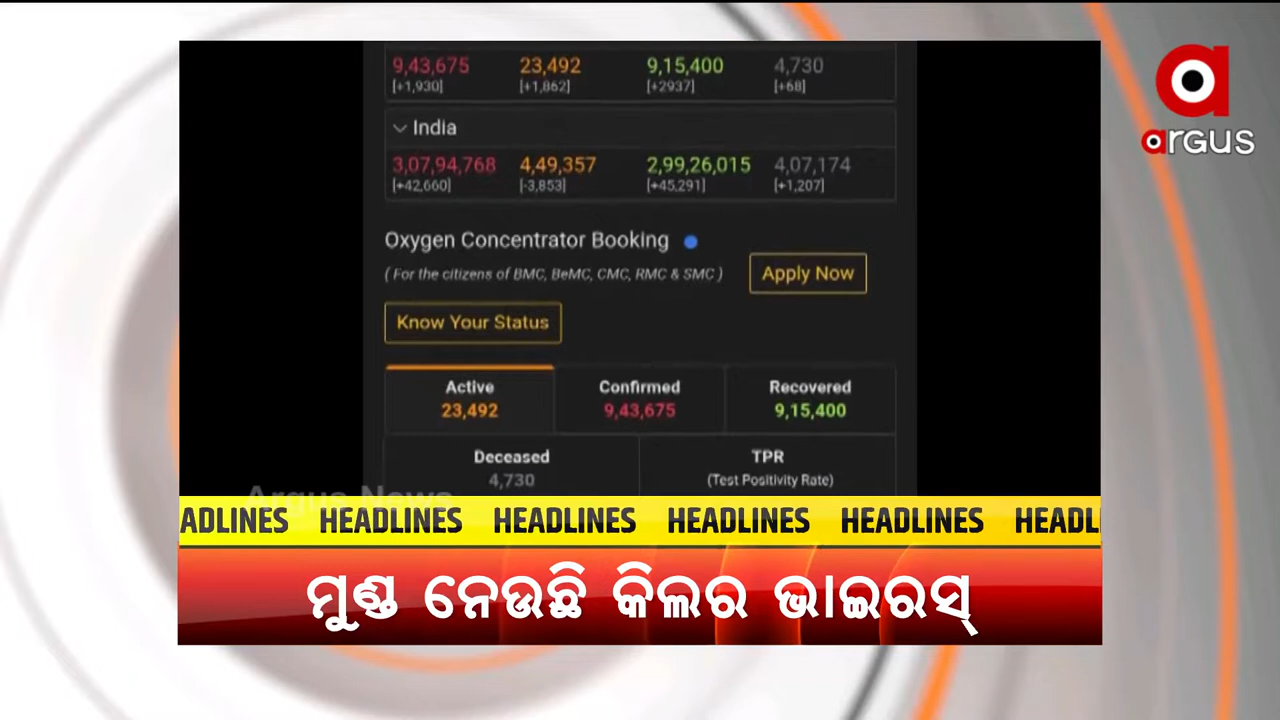 9,43,675 23,492 9,15,400 4,730
[+1,930] [+1,862] [+2937] [+68]
India
3,07,94,768 4,49,357 2,99,26,015 4,07,174
[+42,660] [-3,853] [+45,291] [+1,207]
Oxygen Concentrator Booking
( For the citizens of BMC, BeMC, CMC, RMC & SMC )
Apply Now
Know Your Status
Active Confirmed Recovered
23,492 9,43,675 9,15,400
Deceased TPR
4,730 (Test Positivity Rate)
Argus News
ADLINES HEADLINES HEADLINES HEADLINES HEADLINES HEADL
ମୁଣ୍ଡ ନେଉଛି କିଲର ଭାଇରସ୍
argus